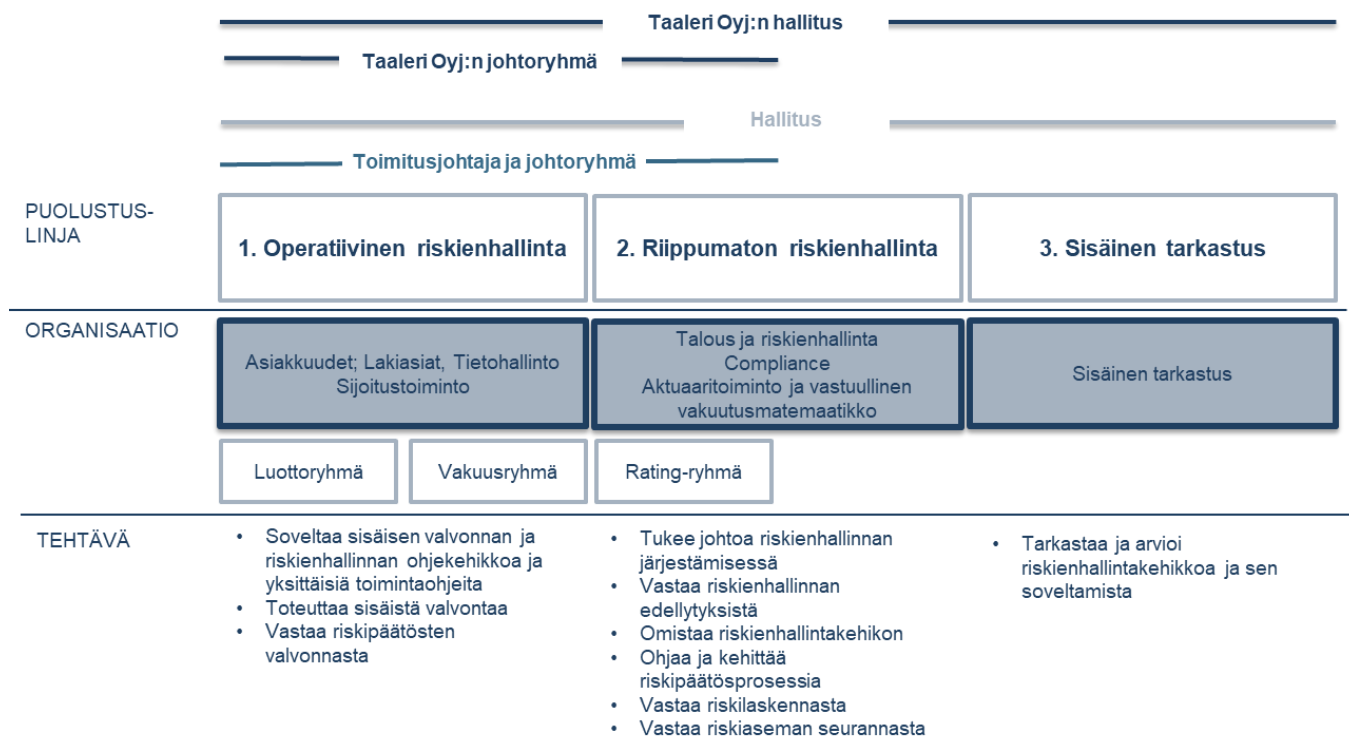 Taaleri Oyj:n hallitus
Taaleri Oyj:n johtoryhmä
Hallitus
Toimitusjohtaja ja johtoryhmä
PUOLUSTUS-
LINJA
1. Operatiivinen riskienhallinta
2. Riippumaton riskienhallinta
3. Sisäinen tarkastus
ORGANISAATIO
Asiakkuudet; Lakiasiat, Tietohallinto
Sijoitustoiminto
Talous ja riskienhallinta
Compliance
Aktuaaritoiminto ja vastuullinen
vakuutusmatemaatikko
Sisäinen tarkastus
Luottoryhmä
Vakuusryhmä
Rating-ryhmä
TEHTÄVÄ
• Soveltaa sisäisen valvonnan ja
riskienhallinnan ohjekehikkoa ja
yksittäisiä toimintaohjeita
• Toteuttaa sisäistä valvontaa
• Vastaa riskipäätösten
valvonnasta
• Tukee johtoa riskienhallinnan
järjestämisessä
• Vastaa riskienhallinnan
edellytyksistä
• Omistaa riskienhallintakehikon
• Ohjaa ja kehittää
riskipäätösprosessia
• Vastaa riskilaskennasta
• Vastaa riskiaseman seurannasta
• Tarkastaa ja arvioi
riskienhallintakehikkoa ja sen
soveltamista